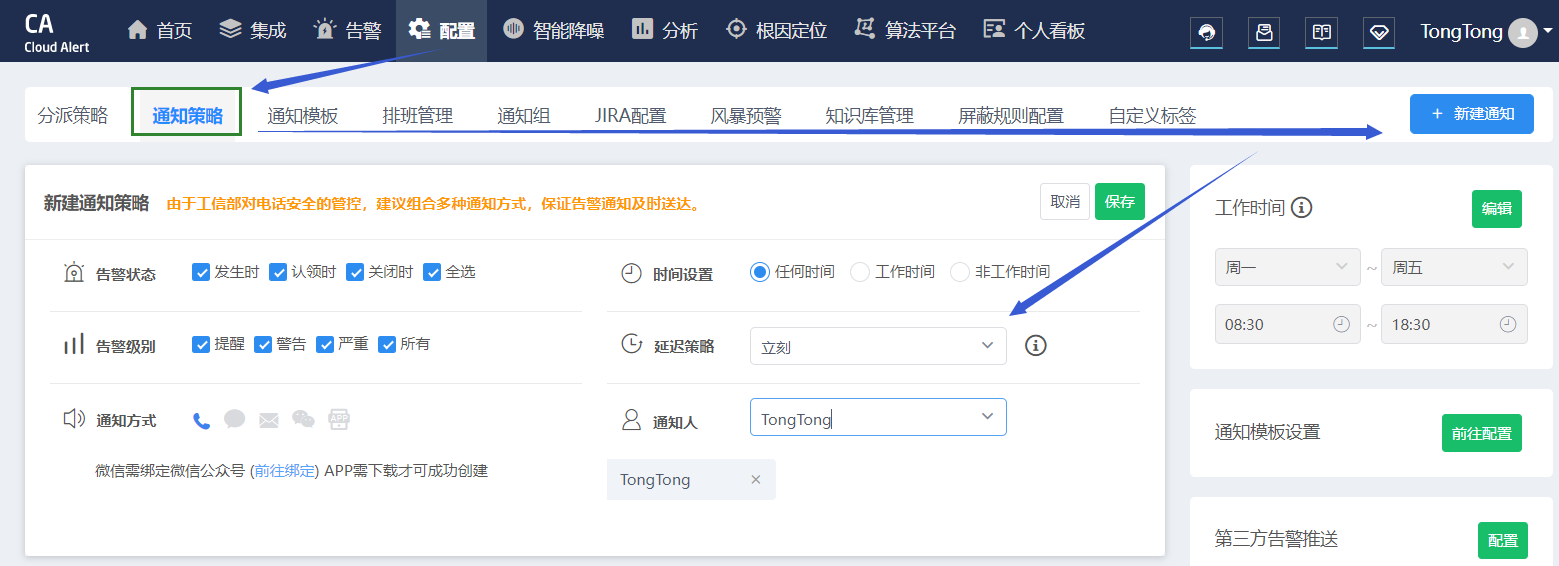 CA
Cloud Alert
首页 集成 告警 配置 智能降噪 分析 根因定位 算法平台 个人看板 TongTong
分派策略 通知策略 通知模板 排班管理 通知组 JIRA配置 风暴预警 知识库管理 屏蔽规则配置 自定义标签 + 新建通知
新建通知策略 由于工信部对电话安全的管控，建议组合多种通知方式，保证告警通知及时送达。 取消 保存
告警状态 发生时 认领时 关闭时 全选
时间设置 任何时间 工作时间 非工作时间
告警级别 提醒 警告 严重 所有
延迟策略 立刻
通知方式 APP
通知人 TongTong
微信需绑定微信公众号 (前往绑定) APP需下载才可成功创建
TongTong ×
工作时间 编辑
周一 ~ 周五
08:30 ~ 18:30
通知模板设置 前往配置
第三方告警推送 配置